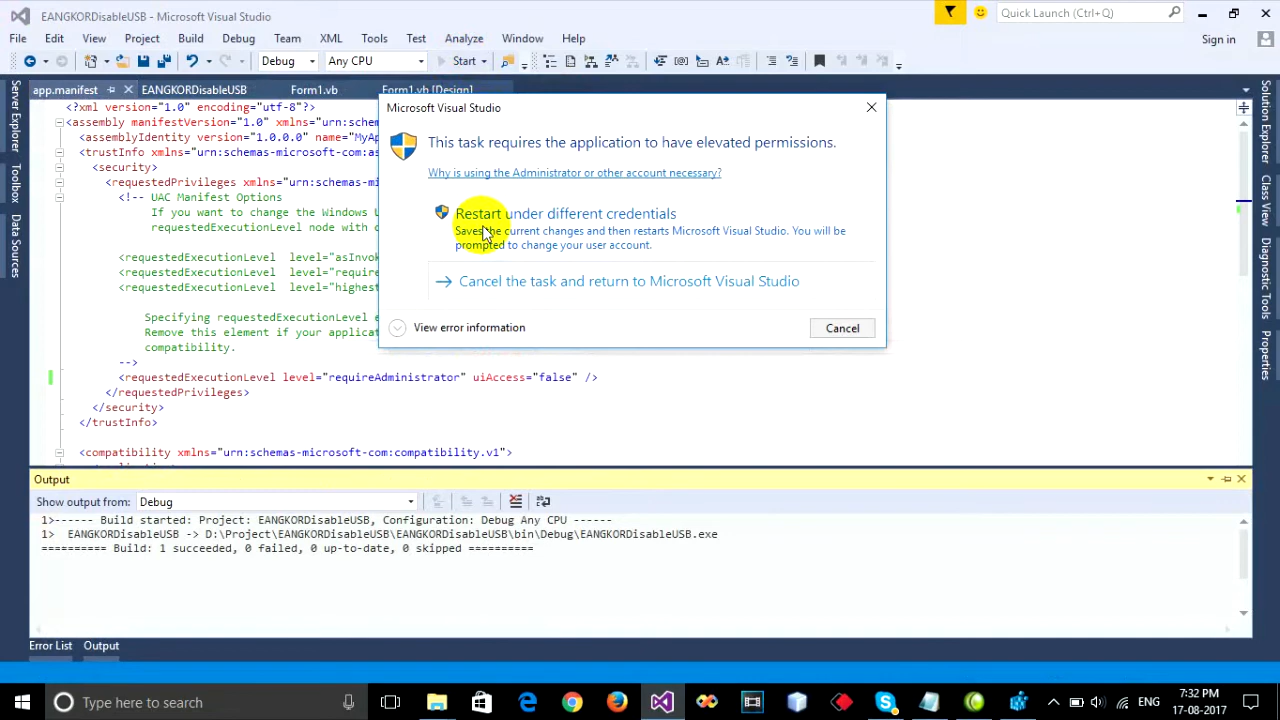 EANGKORDisableUSB - Microsoft Visual Studio
Quick Launch (Ctrl+Q)
File Edit View Project Build Debug Team XML Tools Test Analyze Window Help
Sign in
Debug Any CPU Start
app.manifest EANGKORDisableUSB Form1.vb Form1.vb [Design]
Server Explorer
Toolbox
Data Sources
<?xml version="1.0" encoding="utf-8"?>
<assembly manifestVersion="1.0" xmlns="urn:schem
<assemblyIdentity version="1.0.0.0" name="MyAp
<trustInfo xmlns="urn:schemas-microsoft-com:as
<security>
<requestedPrivileges xmlns="urn:schemas-mi
<!-- UAC Manifest Options
If you want to change the Windows U
requestedExecutionLevel node with o
<requestedExecutionLevel level="asInvok
<requestedExecutionLevel level="require
<requestedExecutionLevel level="highest
Specifying requestedExecutionLevel e
Remove this element if your applicat
compatibility.
-->
<requestedExecutionLevel level="requireAdministrator" uiAccess="false" />
</requestedPrivileges>
</security>
</trustInfo>
<compatibility xmlns="urn:schemas-microsoft-com:compatibility.v1">
Microsoft Visual Studio
This task requires the application to have elevated permissions.
Why is using the Administrator or other account necessary?
Restart under different credentials
Saves the current changes and then restarts Microsoft Visual Studio. You will be
prompted to change your user account.
Cancel the task and return to Microsoft Visual Studio
View error information
Cancel
Solution Explorer
Class View
Diagnostic Tools
Properties
Output
Show output from: Debug
1>------ Build started: Project: EANGKORDisableUSB, Configuration: Debug Any CPU ------
1> EANGKORDisableUSB -> D:\Project\EANGKORDisableUSB\EANGKORDisableUSB\bin\Debug\EANGKORDisableUSB.exe
========== Build: 1 succeeded, 0 failed, 0 up-to-date, 0 skipped ==========
Error List Output
Type here to search
ENG
7:32 PM
17-08-2017